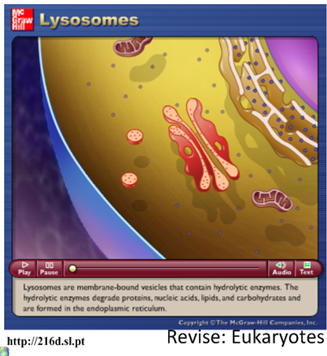 Mc
Graw
Hill
Lysosomes
Play Pause Audio Text
Lysosomes are membrane-bound vesicles that contain hydrolytic enzymes. The
hydrolytic enzymes degrade proteins, nucleic acids, lipids, and carbohydrates and
are formed in the endoplasmic reticulum.
Copyright © The McGraw-Hill Companies, Inc.
Revise: Eukaryotes
http://216d.sl.pt